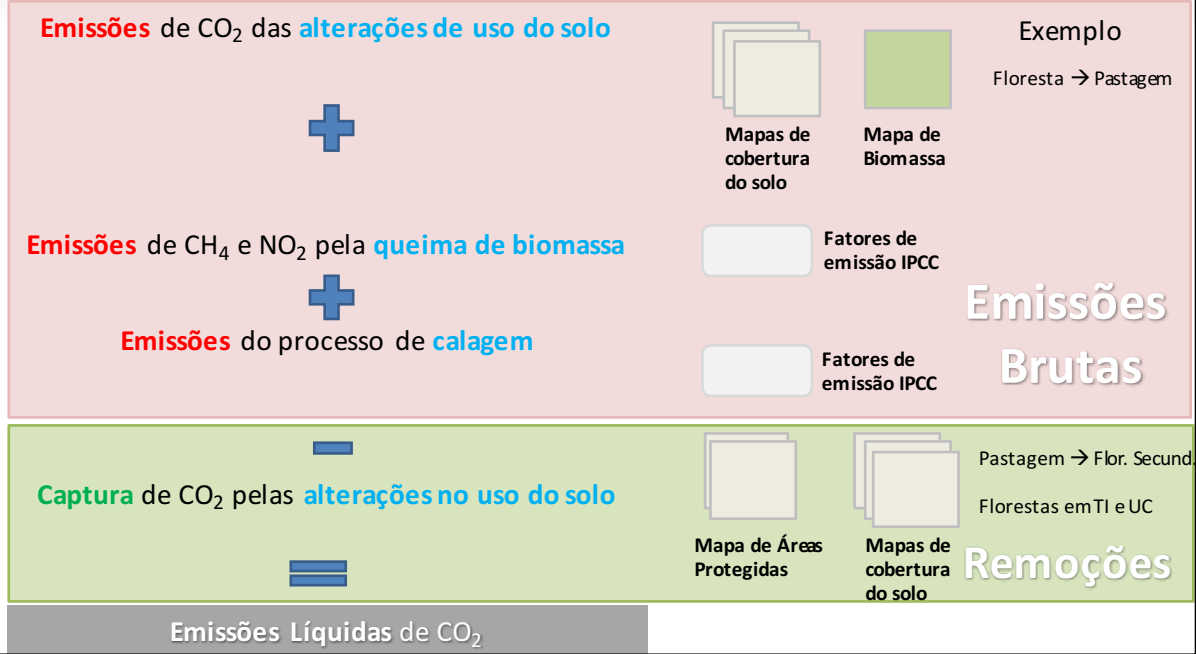 Emissões de CO2 das alterações de uso do solo
Exemplo
Floresta → Pastagem
Mapas de
cobertura
do solo
Mapa de
Biomassa
Emissões de CH4 e NO2 pela queima de biomassa
Fatores de
emissão IPCC
Emissões do processo de calagem
Fatores de
emissão IPCC
Emissões
Brutas
Captura de CO2 pelas alterações no uso do solo
Pastagem → Flor. Secund.
Florestas em TI e UC
Mapa de Áreas
Protegidas
Mapas de
cobertura
do solo
Remoções
Emissões Líquidas de CO2